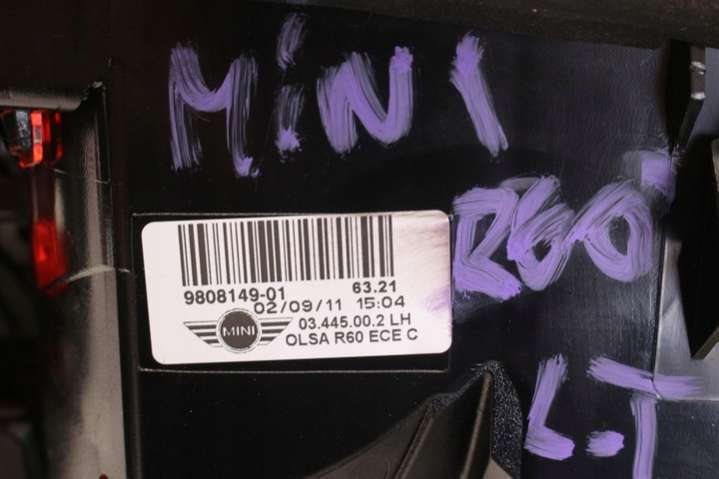 MiNI
R60
L.T
9808149-01 63.21
02/09/11 15:04
03.445.00.2 LH
MINI OLSA R60 ECE C